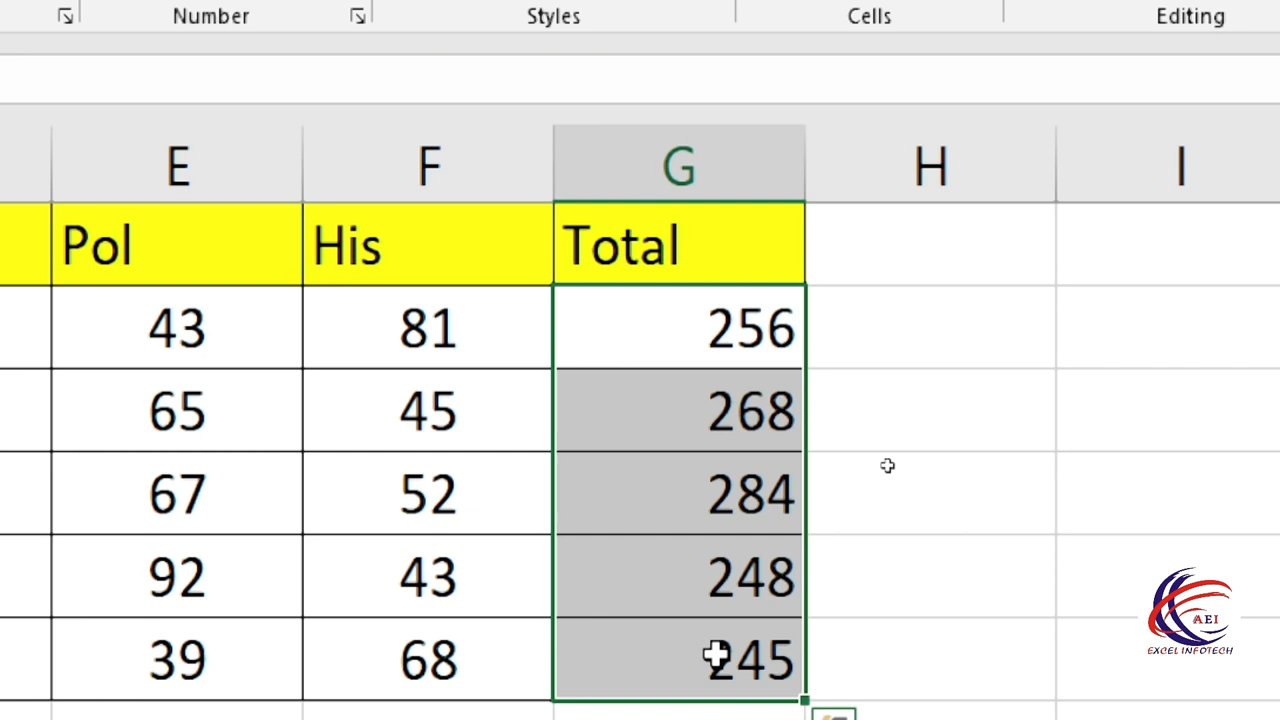 Number Styles Cells Editing
E F G H I
Pol His Total
43 81 256
65 45 268
67 52 284
92 43 248
39 68 245
AEI
EXCEL INFOTECH